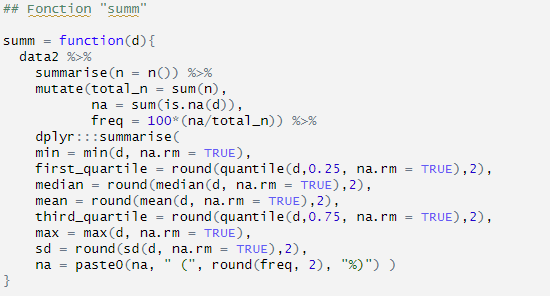 ## Fonction "summ"
summ = function(d){
  data2 %>%
    summarise(n = n()) %>%
    mutate(total_n = sum(n),
           na = sum(is.na(d)),
           freq = 100*(na/total_n)) %>%
    dplyr:::summarise(
    min = min(d, na.rm = TRUE),
    first_quartile = round(quantile(d,0.25, na.rm = TRUE),2),
    median = round(median(d, na.rm = TRUE),2),
    mean = round(mean(d, na.rm = TRUE),2),
    third_quartile = round(quantile(d,0.75, na.rm = TRUE),2),
    max = max(d, na.rm = TRUE),
    sd = round(sd(d, na.rm = TRUE),2),
    na = paste0(na, " (", round(freq, 2), "%)") )
}